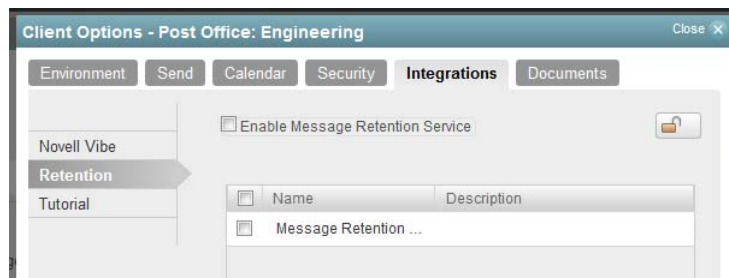 Client Options - Post Office: Engineering Close
Environment Send Calendar Security Integrations Documents
Enable Message Retention Service
Novell Vibe
Retention
Tutorial
Name Description
Message Retention ...